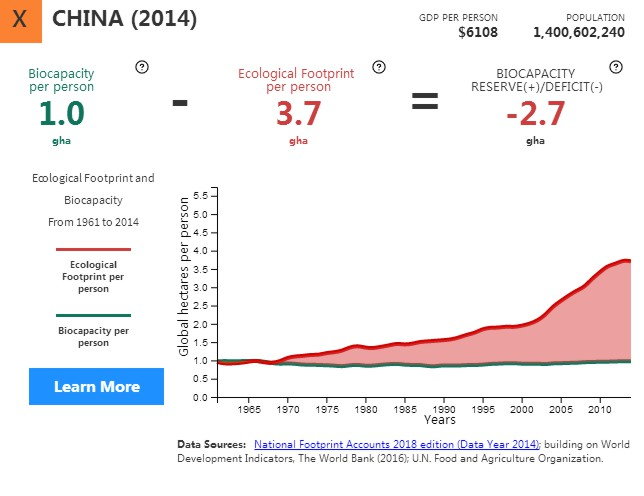 X
CHINA (2014)
GDP PER PERSON
$6108
POPULATION
1,400,602,240
Biocapacity
per person
1.0
gha
?
-
Ecological Footprint
per person
3.7
gha
?
=
BIOCAPACITY
RESERVE(+)/DEFICIT(-)
-2.7
gha
?
Ecological Footprint and
Biocapacity
From 1961 to 2014
Ecological
Footprint per
person
Biocapacity per
person
Learn More
Global hectares per person
5.5
5.0
4.5
4.0
3.5
3.0
2.5
2.0
1.5
1.0
0.5
0.0
1965 1970 1975 1980 1985 1990 1995 2000 2005 2010
Years
Data Sources: National Footprint Accounts 2018 edition (Data Year 2014); building on World
Development Indicators, The World Bank (2016); U.N. Food and Agriculture Organization.